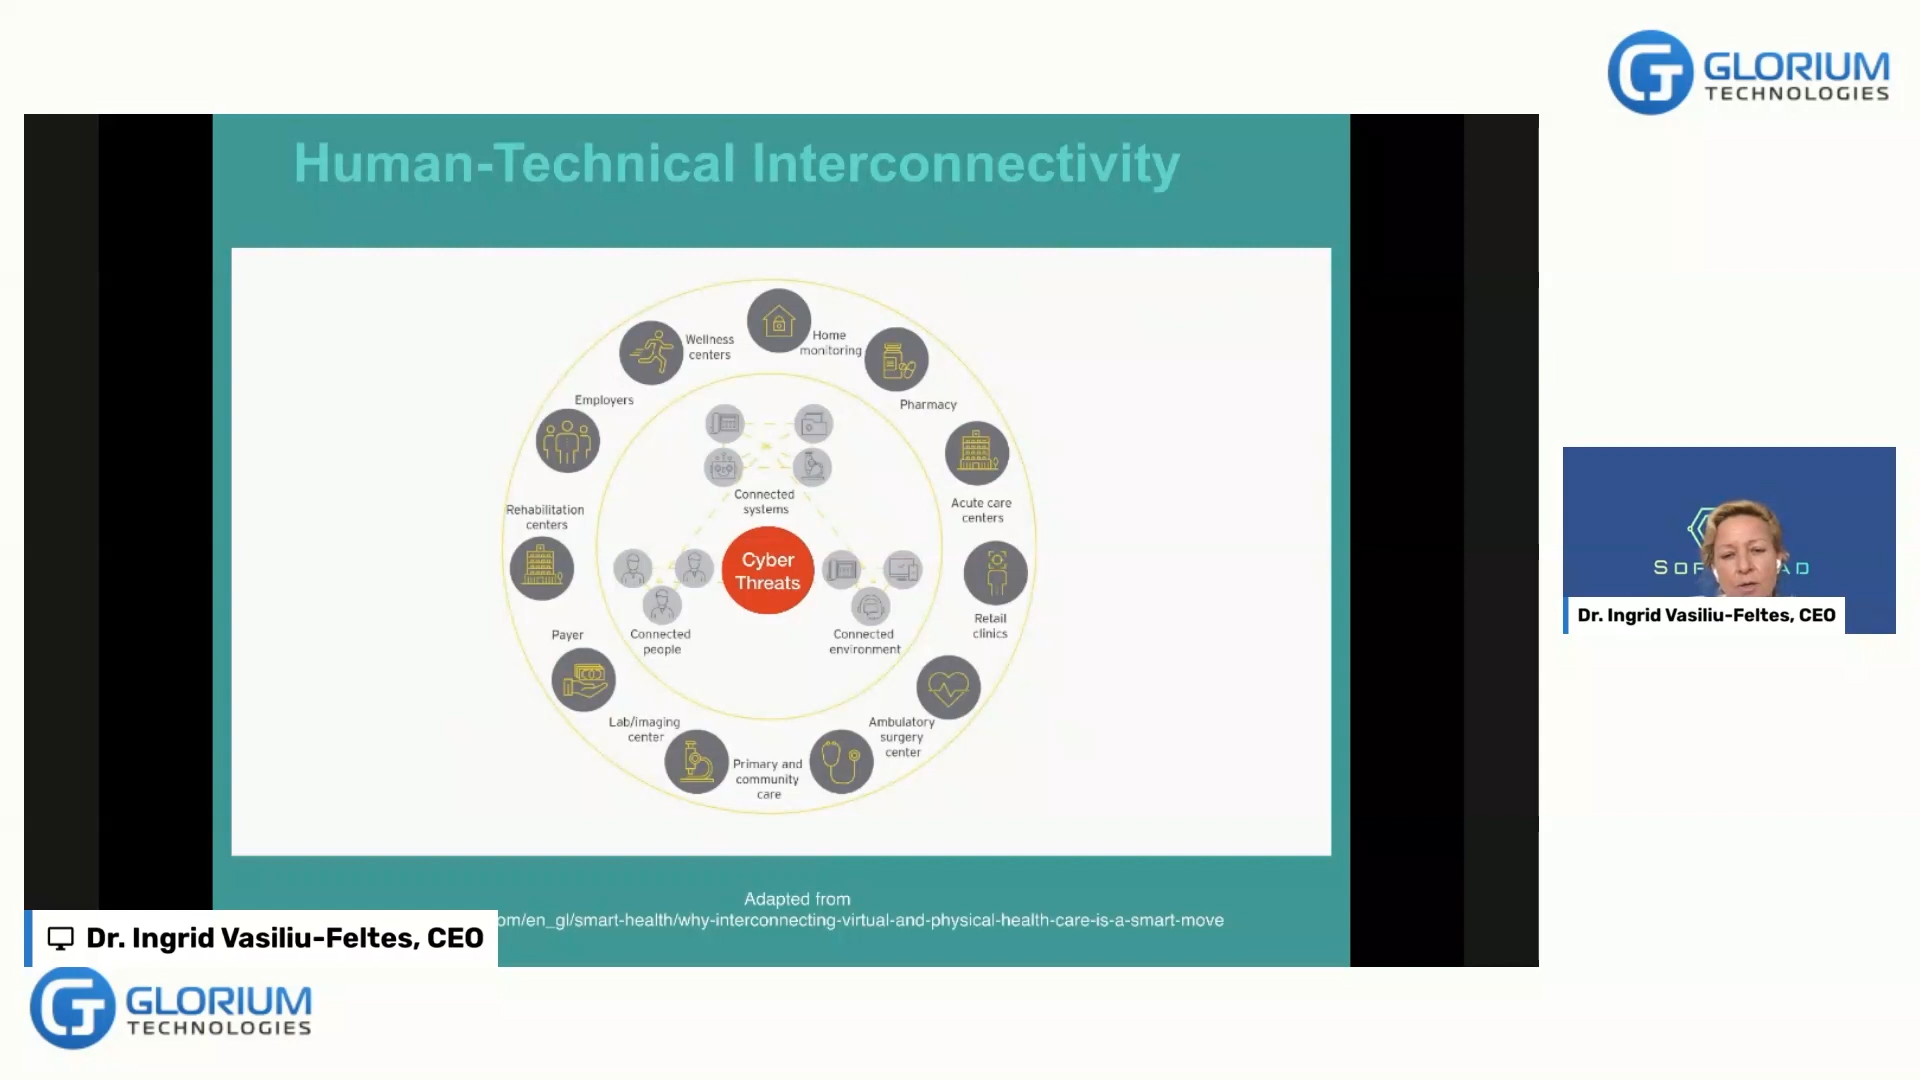 GLORIUM
TECHNOLOGIES
Human-Technical Interconnectivity
Wellness
centers
Home
monitoring
Employers
Pharmacy
Connected
systems
Acute care
centers
Rehabilitation
centers
Cyber
Threats
Retail
clinics
Payer
Connected
people
Connected
environment
Lab/imaging
center
Primary and
community
care
Ambulatory
surgery
center
Adapted from
om/en_gl/smart-health/why-interconnecting-virtual-and-physical-health-care-is-a-smart-move
Dr. Ingrid Vasiliu-Feltes, CEO
Dr. Ingrid Vasiliu-Feltes, CEO
GLORIUM
TECHNOLOGIES